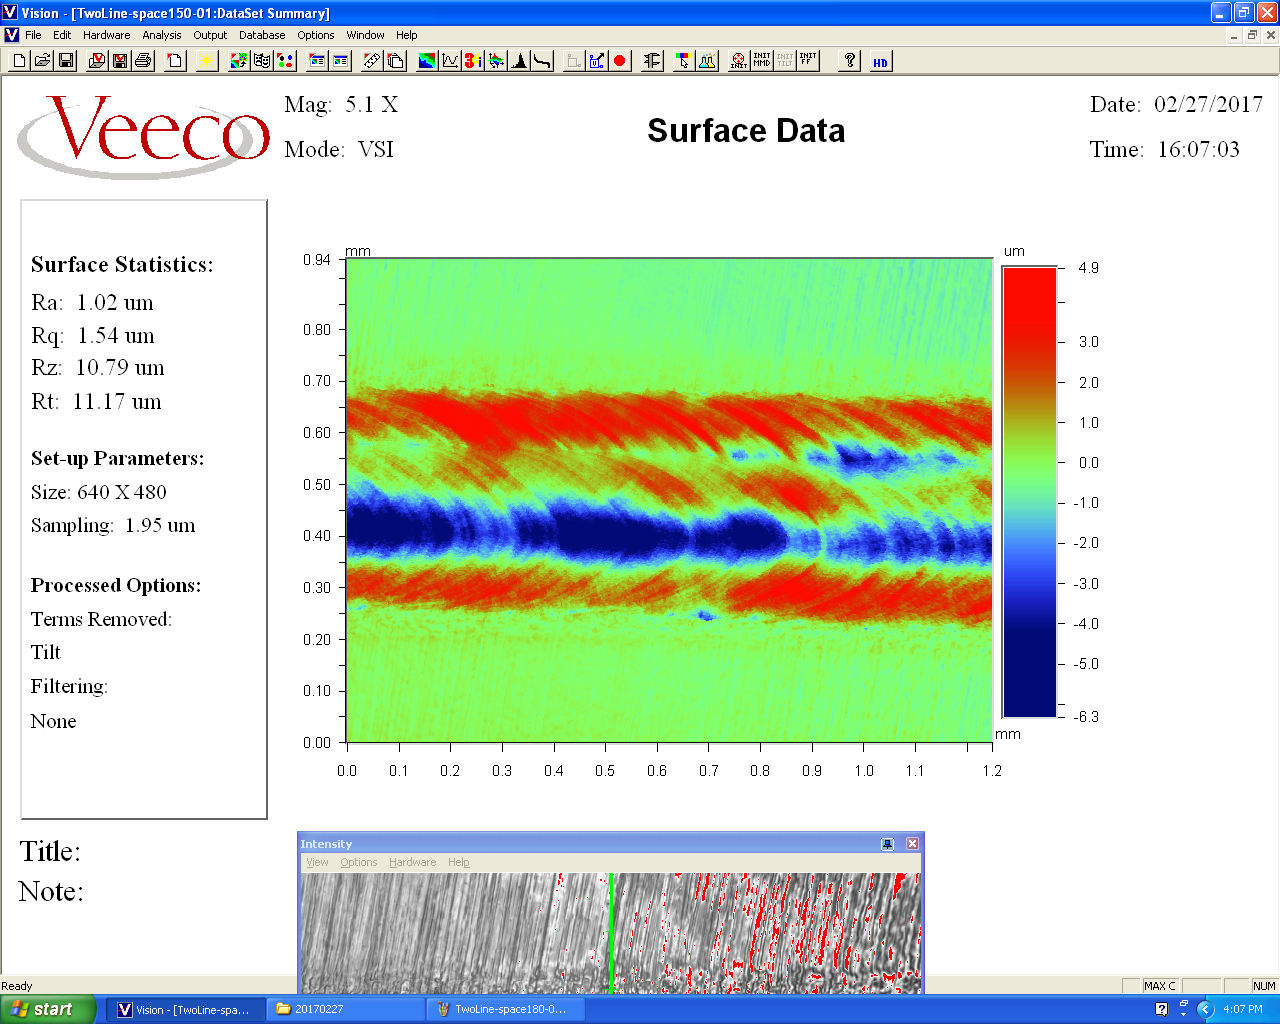 Vision - [TwoLine-space150-01:DataSet Summary]
File Edit Hardware Analysis Output Database Options Window Help
INIT INIT MMD INIT TILT INIT FF ? HD
Veeco
Mag: 5.1 X
Mode: VSI
Surface Data
Date: 02/27/2017
Time: 16:07:03
Surface Statistics:
Ra: 1.02 um
Rq: 1.54 um
Rz: 10.79 um
Rt: 11.17 um
Set-up Parameters:
Size: 640 X 480
Sampling: 1.95 um
Processed Options:
Terms Removed:
Tilt
Filtering:
None
mm
0.94
0.80
0.70
0.60
0.50
0.40
0.30
0.20
0.10
0.00
0.0 0.1 0.2 0.3 0.4 0.5 0.6 0.7 0.8 0.9 1.0 1.1 1.2
mm
um
4.9
3.0
2.0
1.0
0.0
-1.0
-2.0
-3.0
-4.0
-5.0
-6.3
Title:
Note:
Intensity
View Options Hardware Help
Ready
MAX C NUM
start Vision - [TwoLine-spa... 20170227 TwoLine-space180-0... 4:07 PM